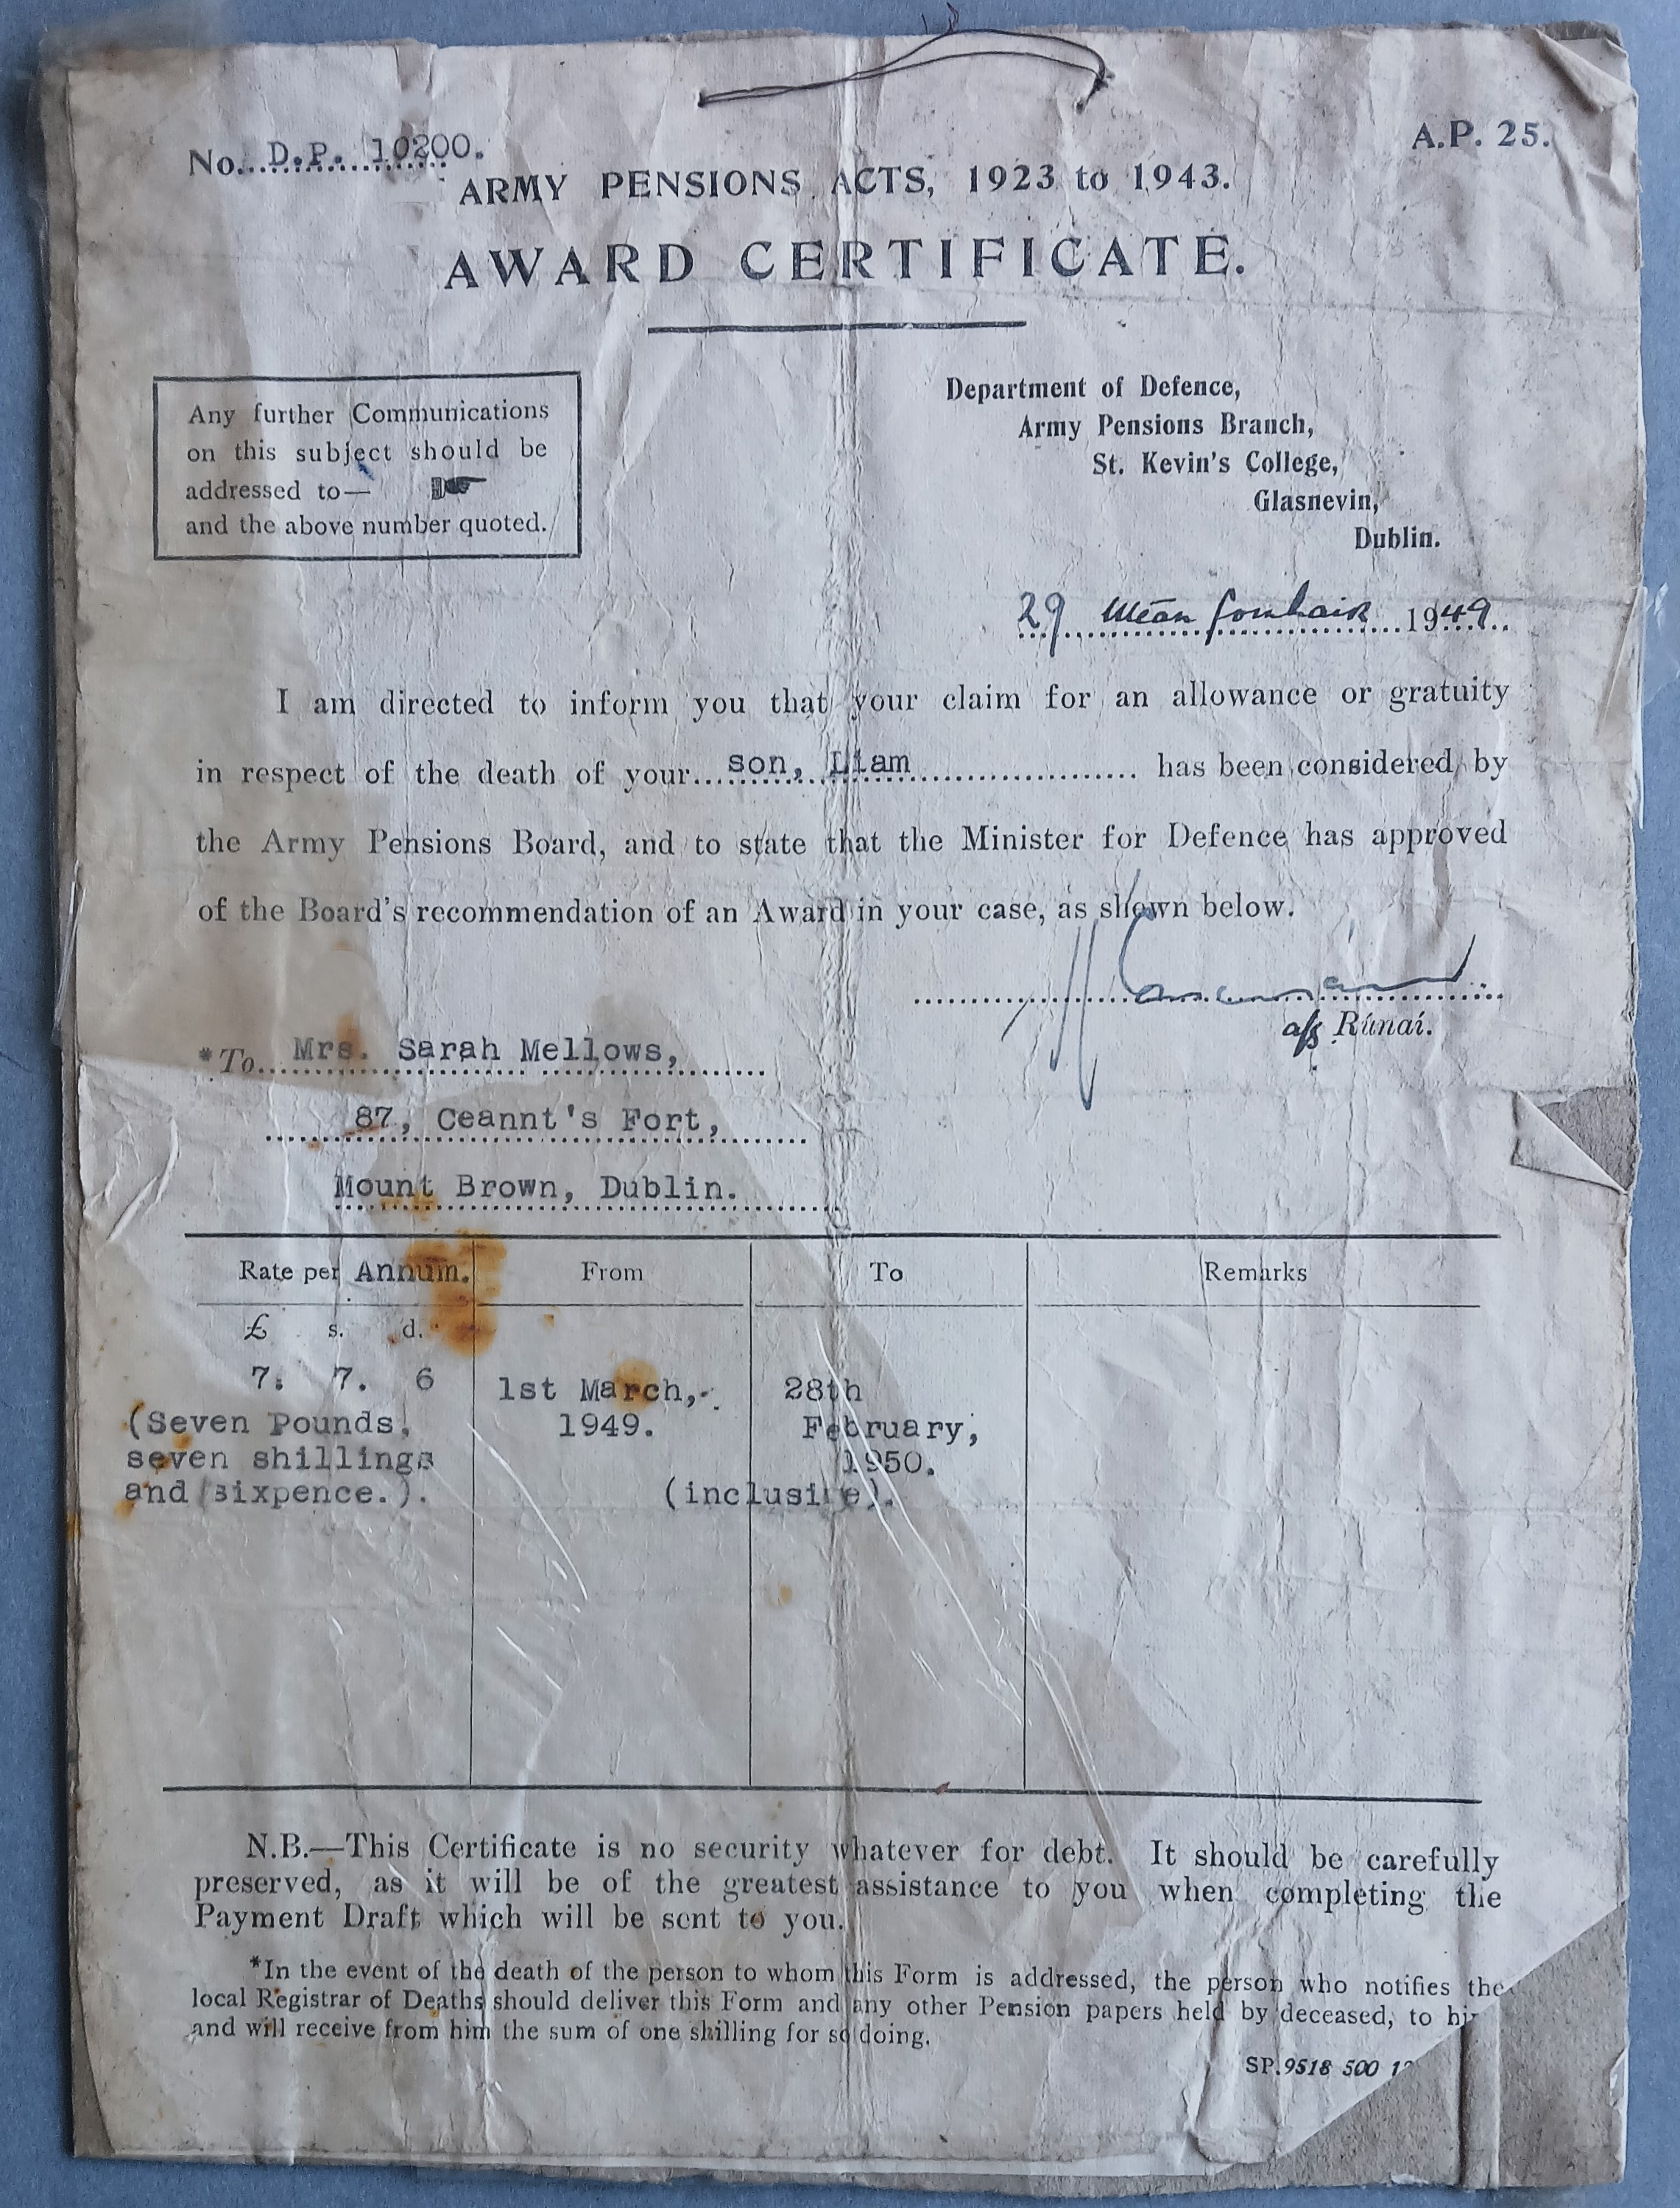 No. D.P. 10200.
A.P. 25.
ARMY PENSIONS ACTS, 1923 to 1943.
AWARD CERTIFICATE.
Any further Communications
on this subject should be
addressed to—
and the above number quoted.
Department of Defence,
Army Pensions Branch,
St. Kevin's College,
Glasnevin,
Dublin.
29 Meán Fomhair 1949
I am directed to inform you that your claim for an allowance or gratuity
in respect of the death of your son, Liam has been considered by
the Army Pensions Board, and to state that the Minister for Defence has approved
of the Board's recommendation of an Award in your case, as shown below.
Rúnaí.
*To Mrs. Sarah Mellows,
87, Ceannt's Fort,
Mount Brown, Dublin.
Rate per Annum. From To Remarks
£ s. d.
7. 7. 6
1st March, 28th
(Seven Pounds, 1949. February,
seven shillings 1950.
and sixpence.). (inclusive).
N.B.—This Certificate is no security whatever for debt. It should be carefully
preserved, as it will be of the greatest assistance to you when completing the
Payment Draft which will be sent to you.
*In the event of the death of the person to whom this Form is addressed, the person who notifies the
local Registrar of Deaths should deliver this Form and any other Pension papers held by deceased, to
and will receive from him the sum of one shilling for so doing.
SP.9518 500